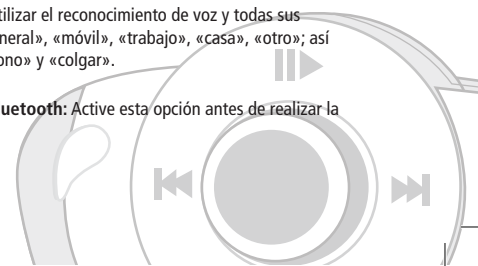 tilizar el reconocimiento de voz y todas sus
neral», «móvil», «trabajo», «casa», «otro»; así
ono» y «colgar».
uetooth: Active esta opción antes de realizar la